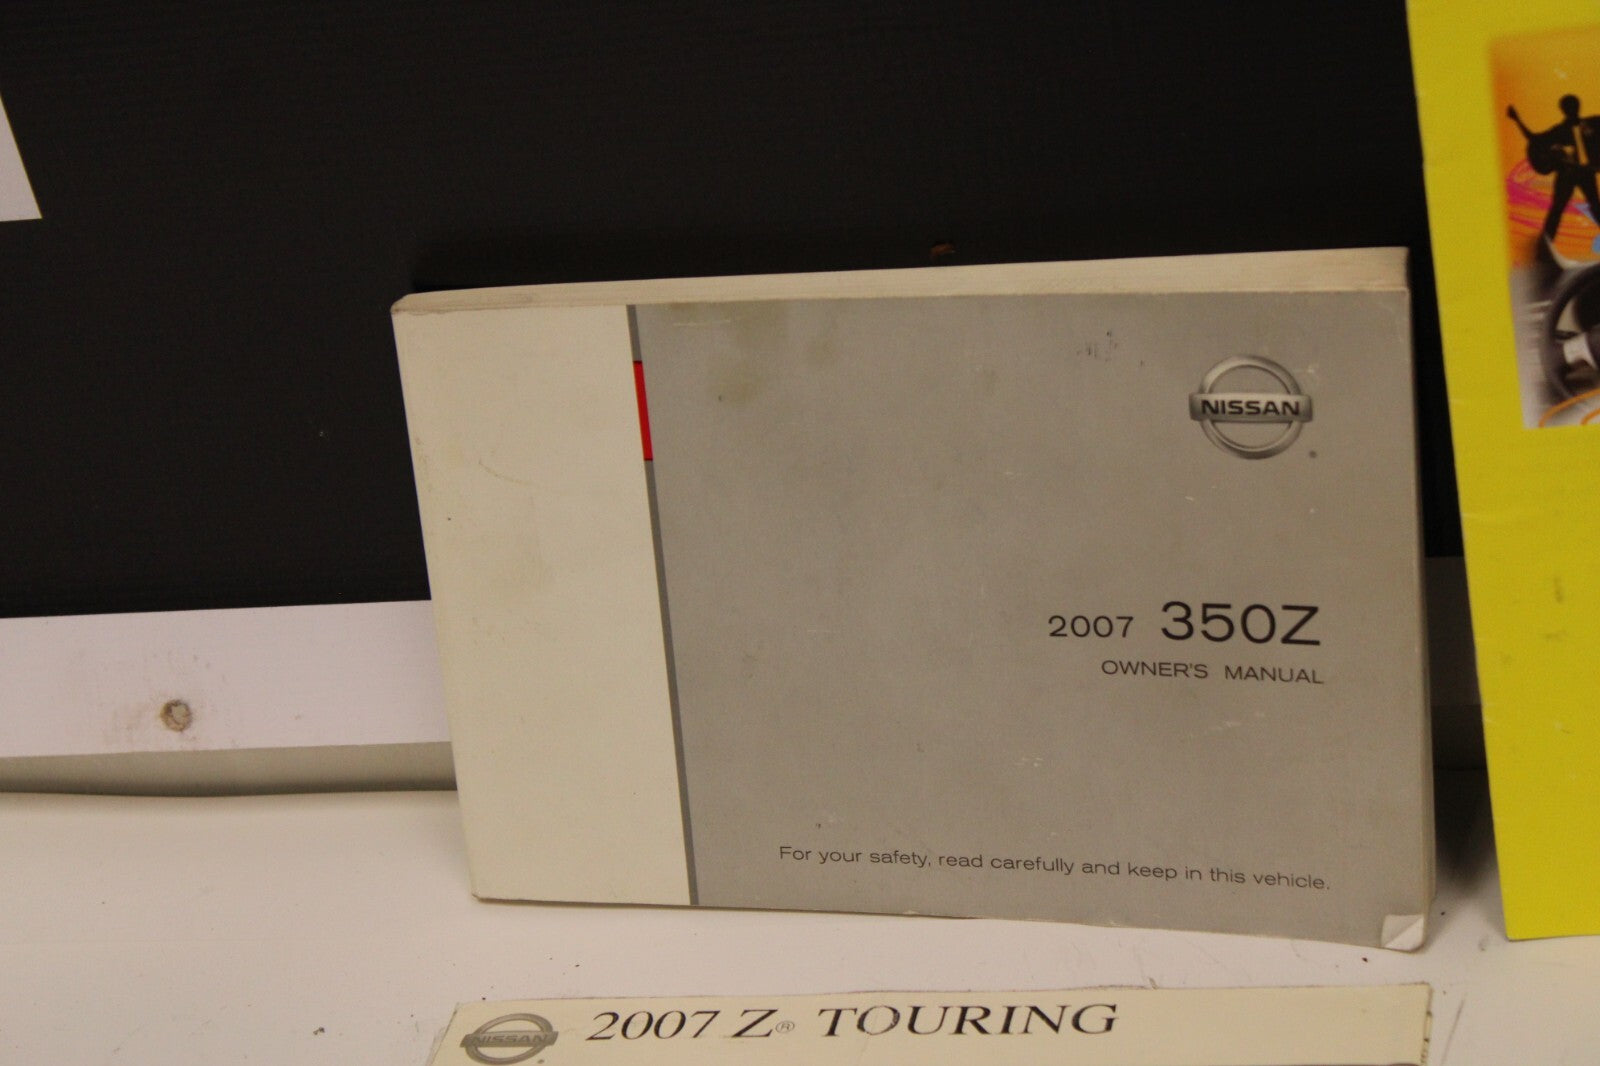 NISSAN
2007 350Z
OWNER'S MANUAL
For your safety, read carefully and keep in this vehicle.
NISSAN
2007 Z® TOURING